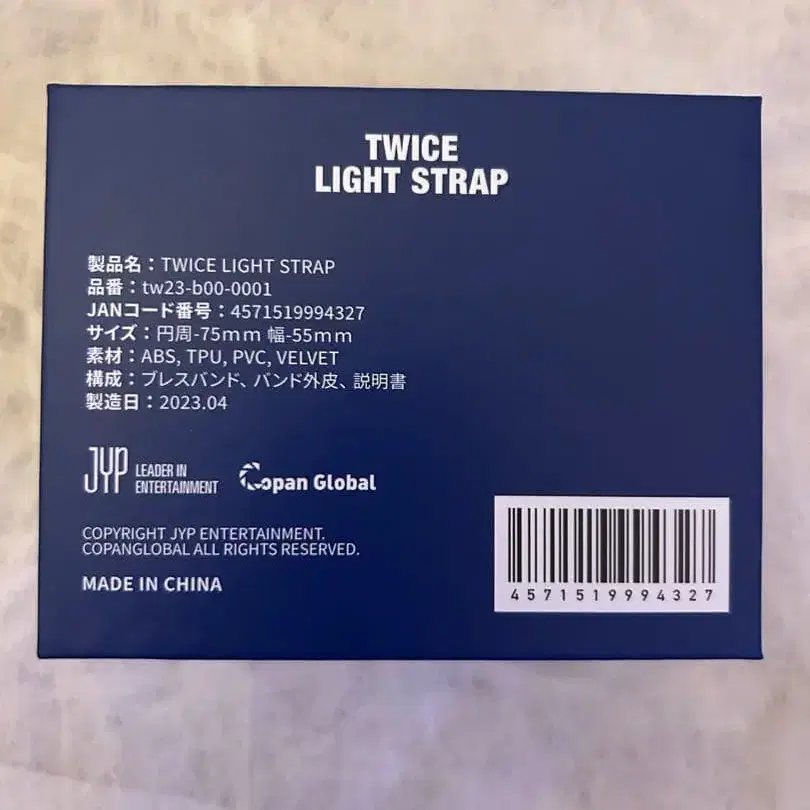 TWICE
LIGHT STRAP
製品名：TWICE LIGHT STRAP
品番：tw23-b00-0001
JANコード番号：4571519994327
サイズ：円周-75mm 幅-55mm
素材：ABS, TPU, PVC, VELVET
構成：ブレスバンド、バンド外皮、説明書
製造日：2023.04
JYP LEADER IN
ENTERTAINMENT
Copan Global
COPYRIGHT JYP ENTERTAINMENT.
COPANGLOBAL ALL RIGHTS RESERVED.
MADE IN CHINA
4571519994327